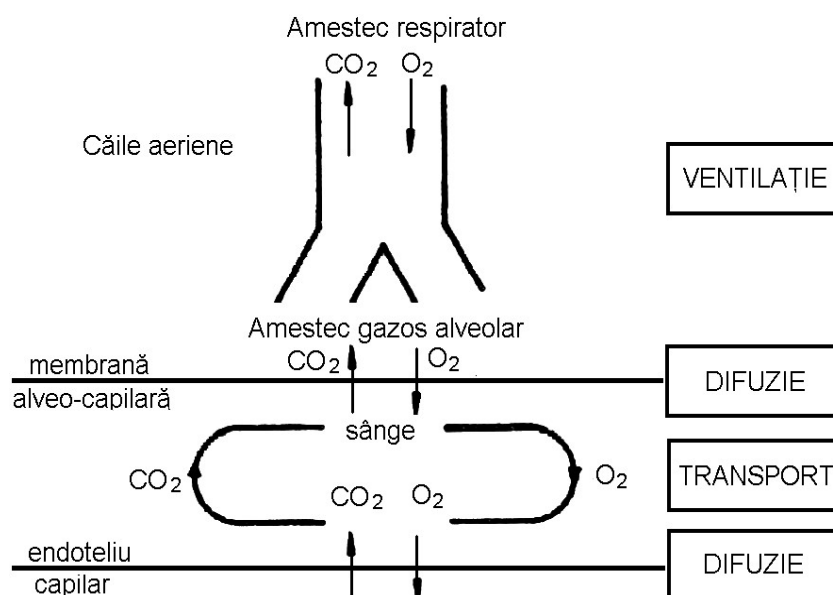 Amestec respirator
CO2 O2
Căile aeriene
VENTILAȚIE
Amestec gazos alveolar
CO2 O2
membrană
alveo-capilară
DIFUZIE
sânge
CO2 CO2 O2 O2
TRANSPORT
endoteliu
capilar
DIFUZIE